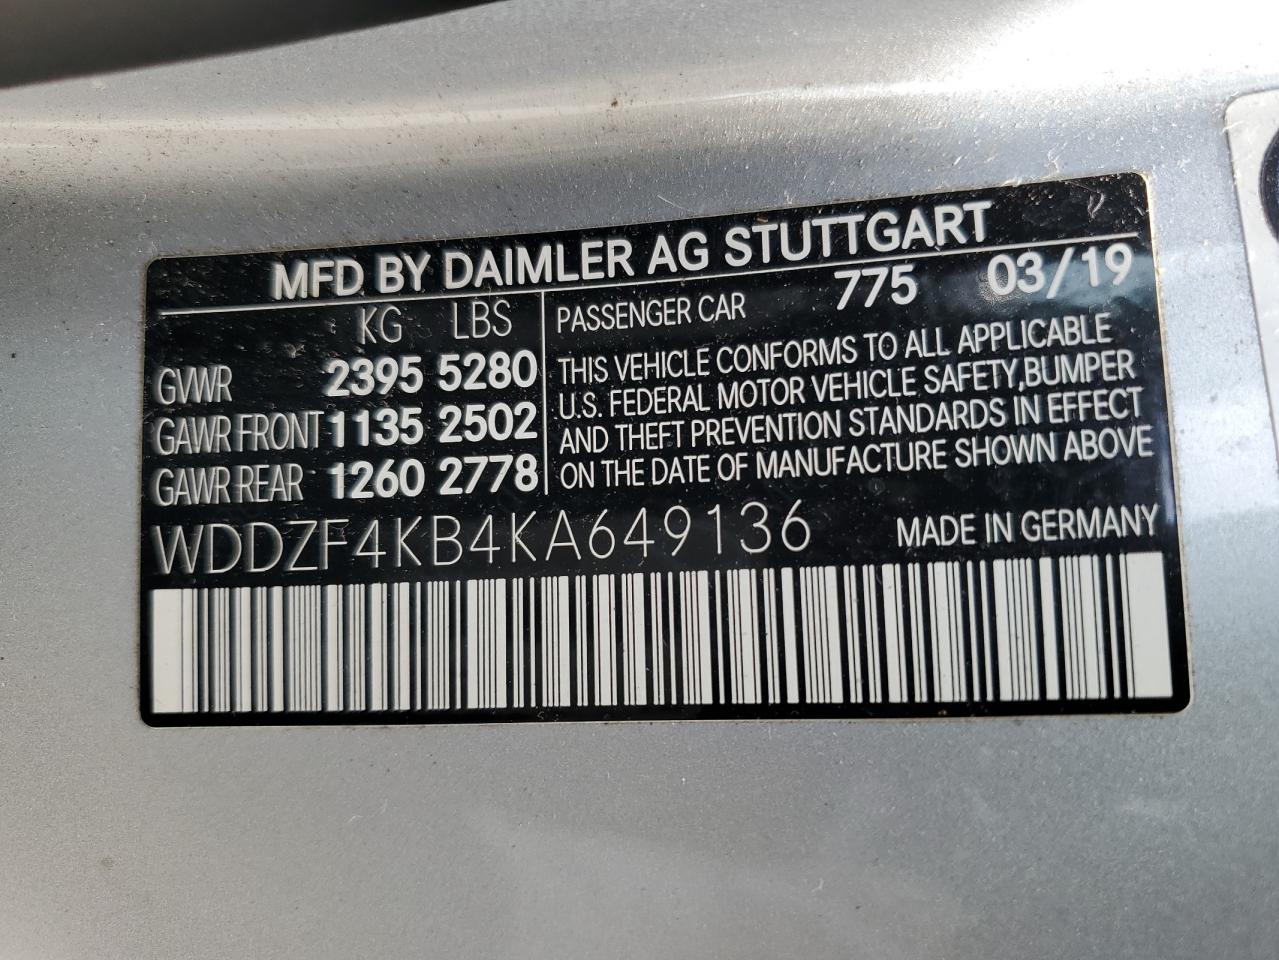 MFD BY DAIMLER AG STUTTGART
KG LBS
GVWR 2395 5280
GAWR FRONT 1135 2502
GAWR REAR 1260 2778
PASSENGER CAR 775 03/19
THIS VEHICLE CONFORMS TO ALL APPLICABLE
U.S. FEDERAL MOTOR VEHICLE SAFETY,BUMPER
AND THEFT PREVENTION STANDARDS IN EFFECT
ON THE DATE OF MANUFACTURE SHOWN ABOVE
WDDZF4KB4KA649136 MADE IN GERMANY